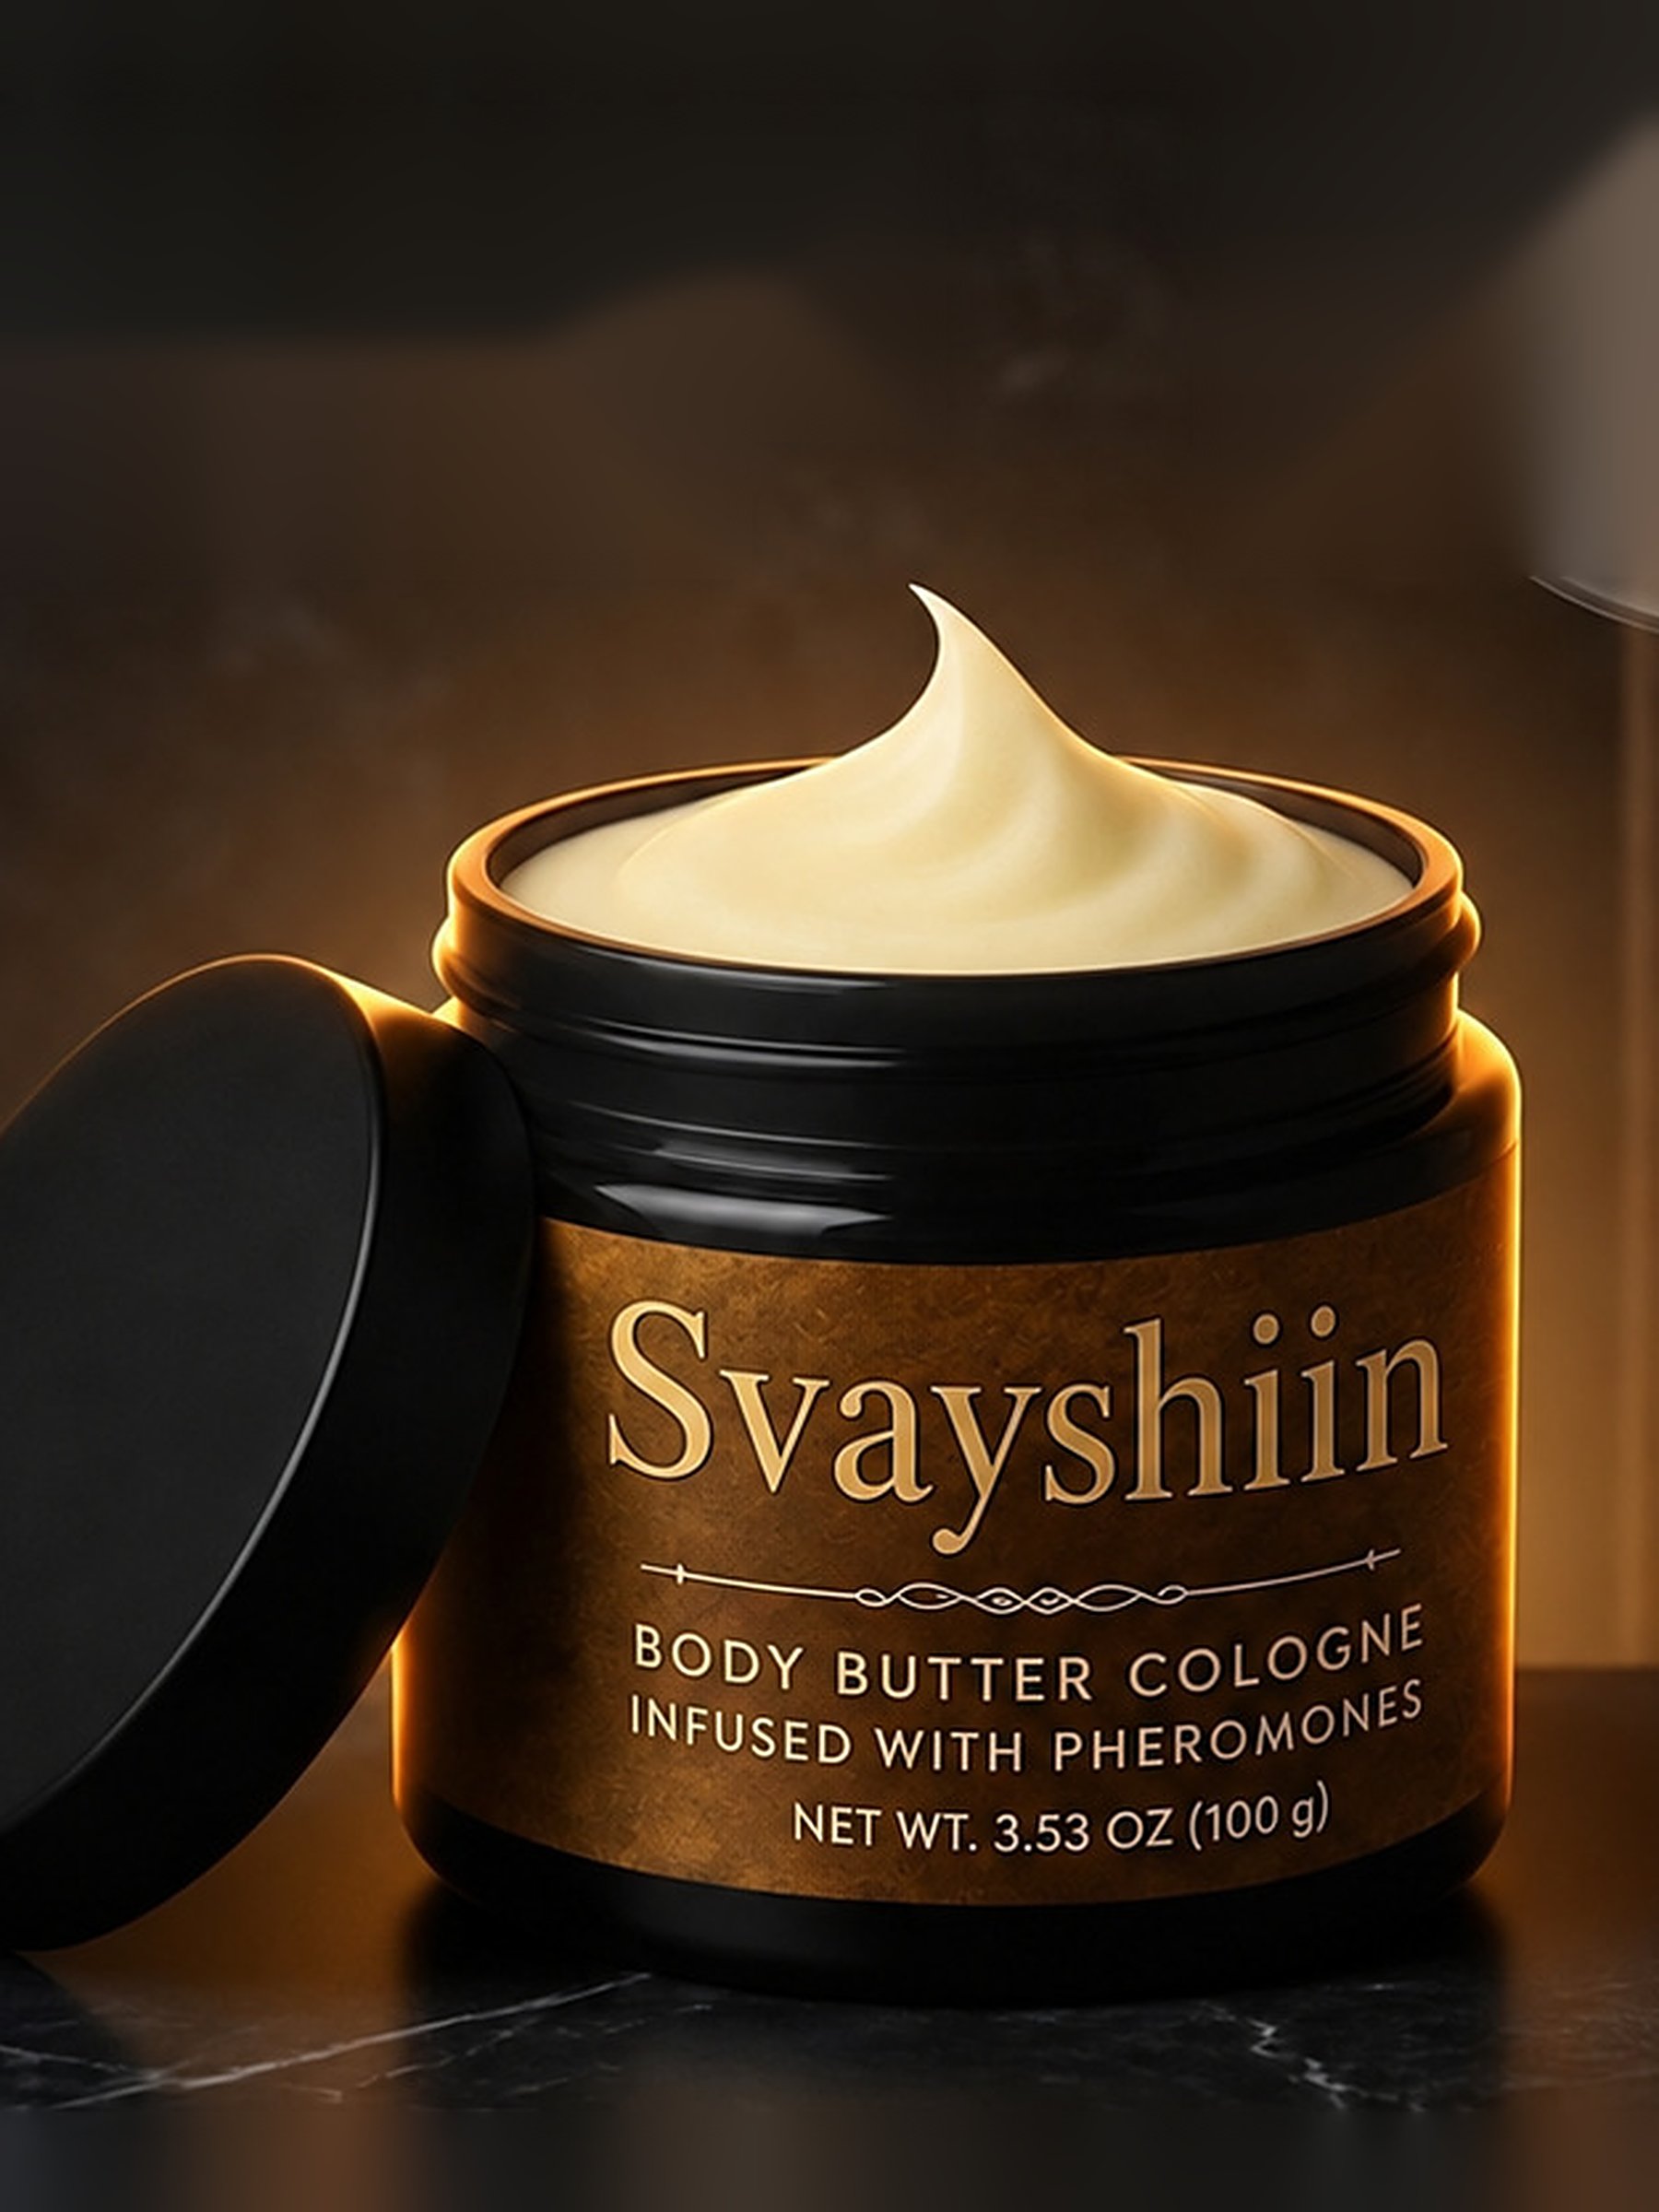 Svayshiin
BODY BUTTER COLOGNE
INFUSED WITH PHEROMONES
NET WT. 3.53 OZ (100 g)